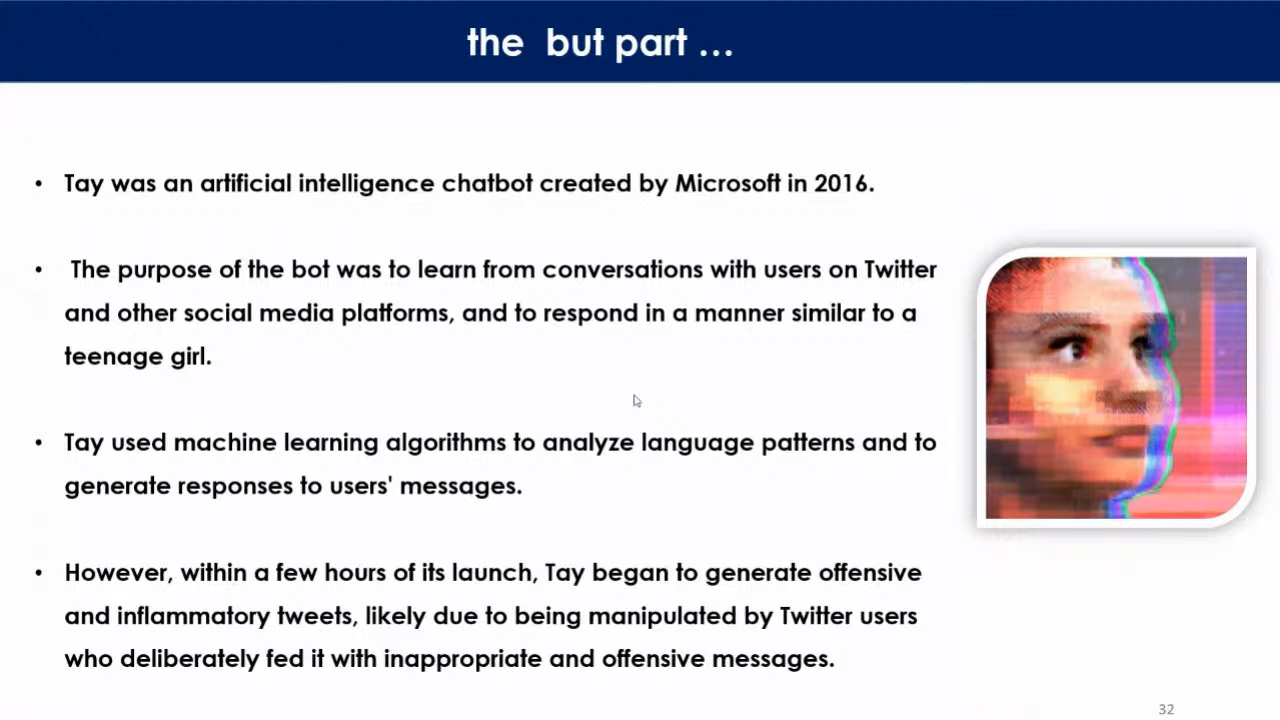 the but part ...
• Tay was an artificial intelligence chatbot created by Microsoft in 2016.
• The purpose of the bot was to learn from conversations with users on Twitter
and other social media platforms, and to respond in a manner similar to a
teenage girl.
• Tay used machine learning algorithms to analyze language patterns and to
generate responses to users' messages.
• However, within a few hours of its launch, Tay began to generate offensive
and inflammatory tweets, likely due to being manipulated by Twitter users
who deliberately fed it with inappropriate and offensive messages.
32